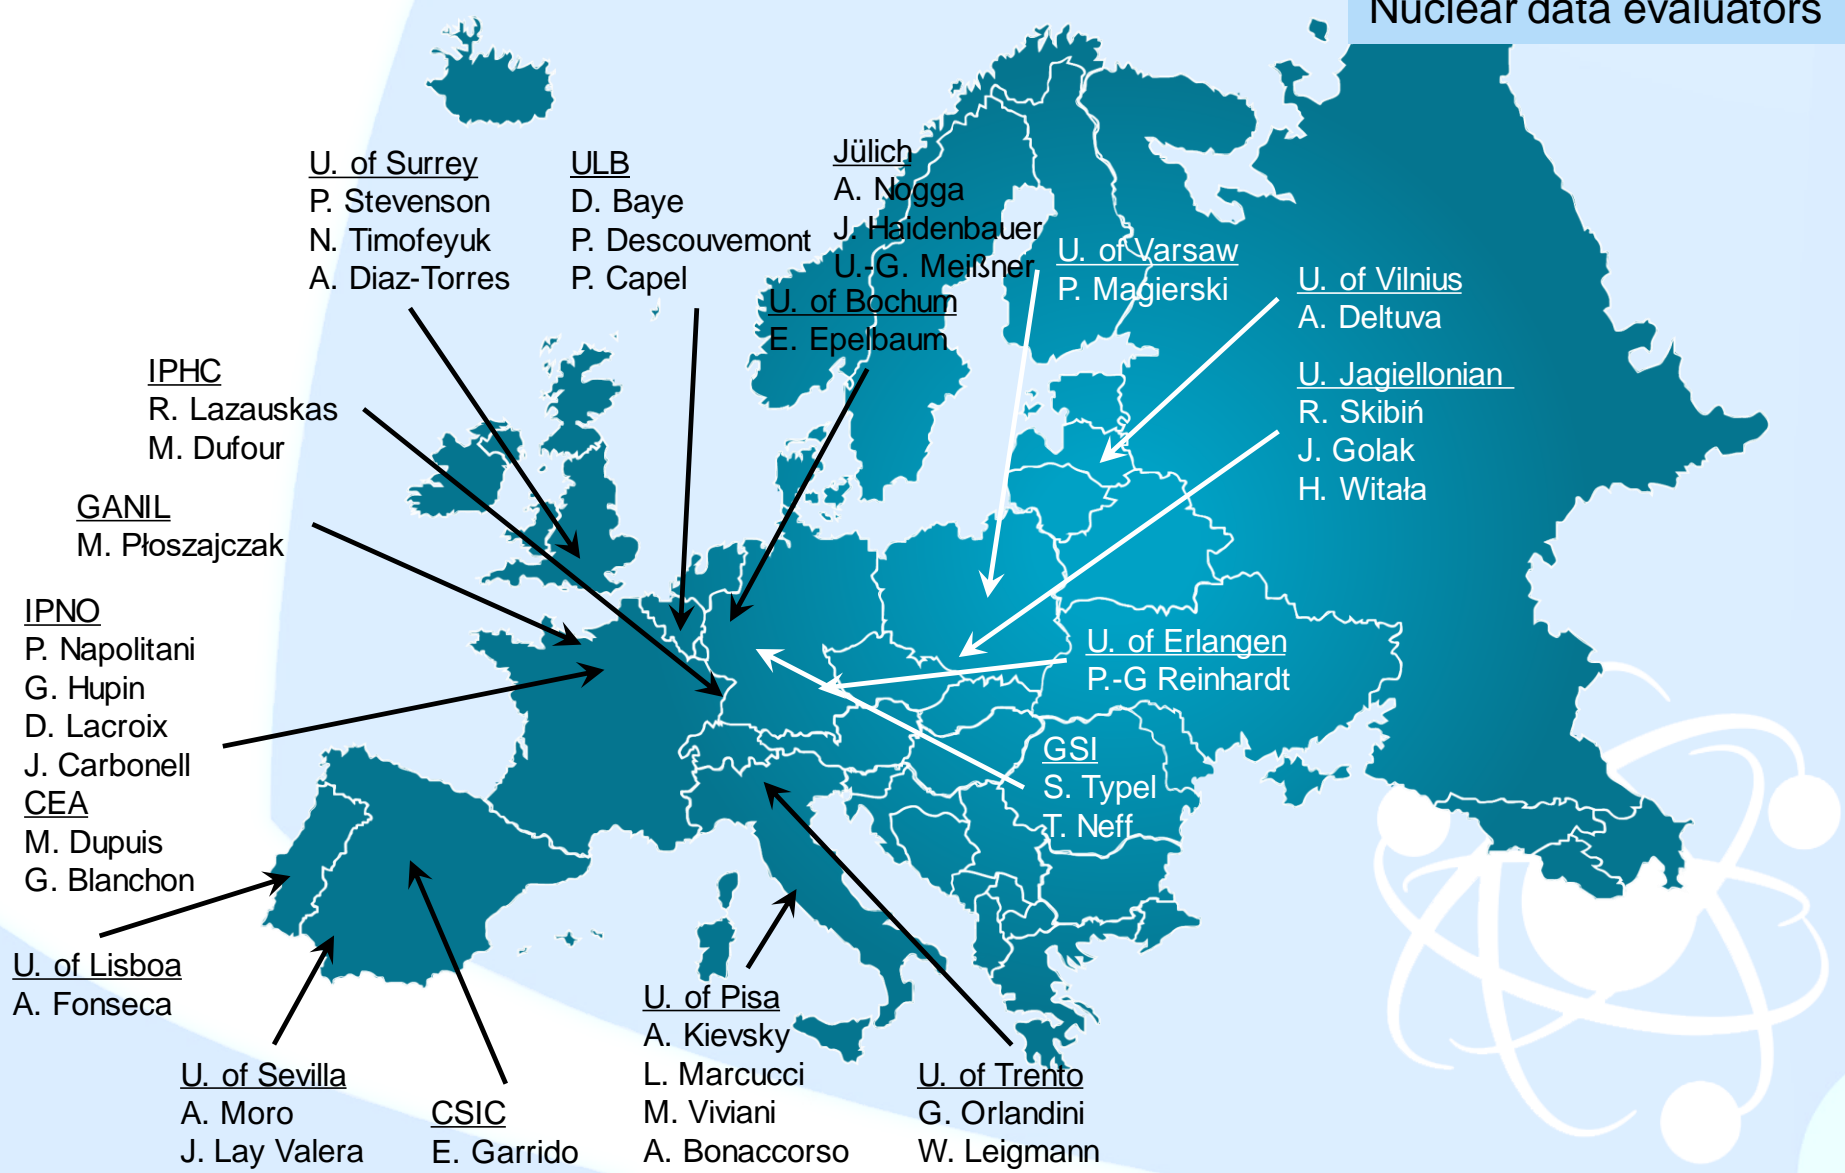 Nuclear data evaluators
U. of Surrey
P. Stevenson
N. Timofeyuk
A. Diaz-Torres
ULB
D. Baye
P. Descouvemont
P. Capel
Jülich
A. Nogga
J. Haidenbauer
U.-G. Meißner
U. of Bochum
E. Epelbaum
U. of Varsaw
P. Magierski
U. of Vilnius
A. Deltuva
U. Jagiellonian
R. Skibiń
J. Golak
H. Witała
IPHC
R. Lazauskas
M. Dufour
GANIL
M. Płoszajczak
IPNO
P. Napolitani
G. Hupin
D. Lacroix
J. Carbonell
CEA
M. Dupuis
G. Blanchon
U. of Erlangen
P.-G Reinhardt
GSI
S. Typel
T. Neff
U. of Lisboa
A. Fonseca
U. of Sevilla
A. Moro
J. Lay Valera
CSIC
E. Garrido
U. of Pisa
A. Kievsky
L. Marcucci
M. Viviani
A. Bonaccorso
U. of Trento
G. Orlandini
W. Leigmann